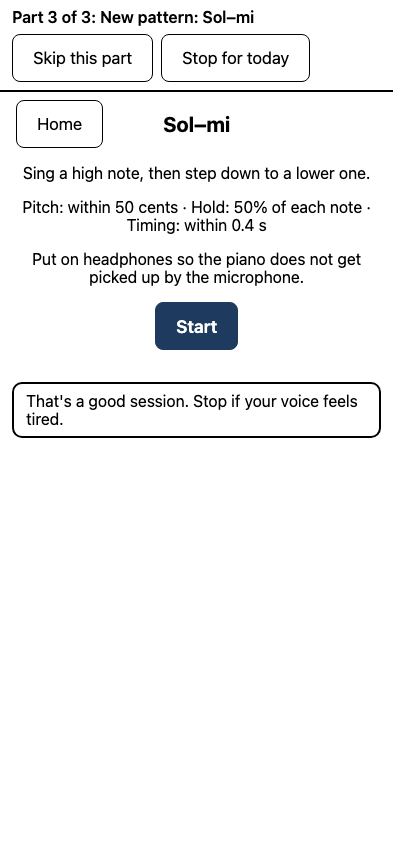 Part 3 of 3: New pattern: Sol–mi
Skip this part
Stop for today
Home
Sol–mi
Sing a high note, then step down to a lower one.
Pitch: within 50 cents · Hold: 50% of each note ·
Timing: within 0.4 s
Put on headphones so the piano does not get
picked up by the microphone.
Start
That's a good session. Stop if your voice feels
tired.